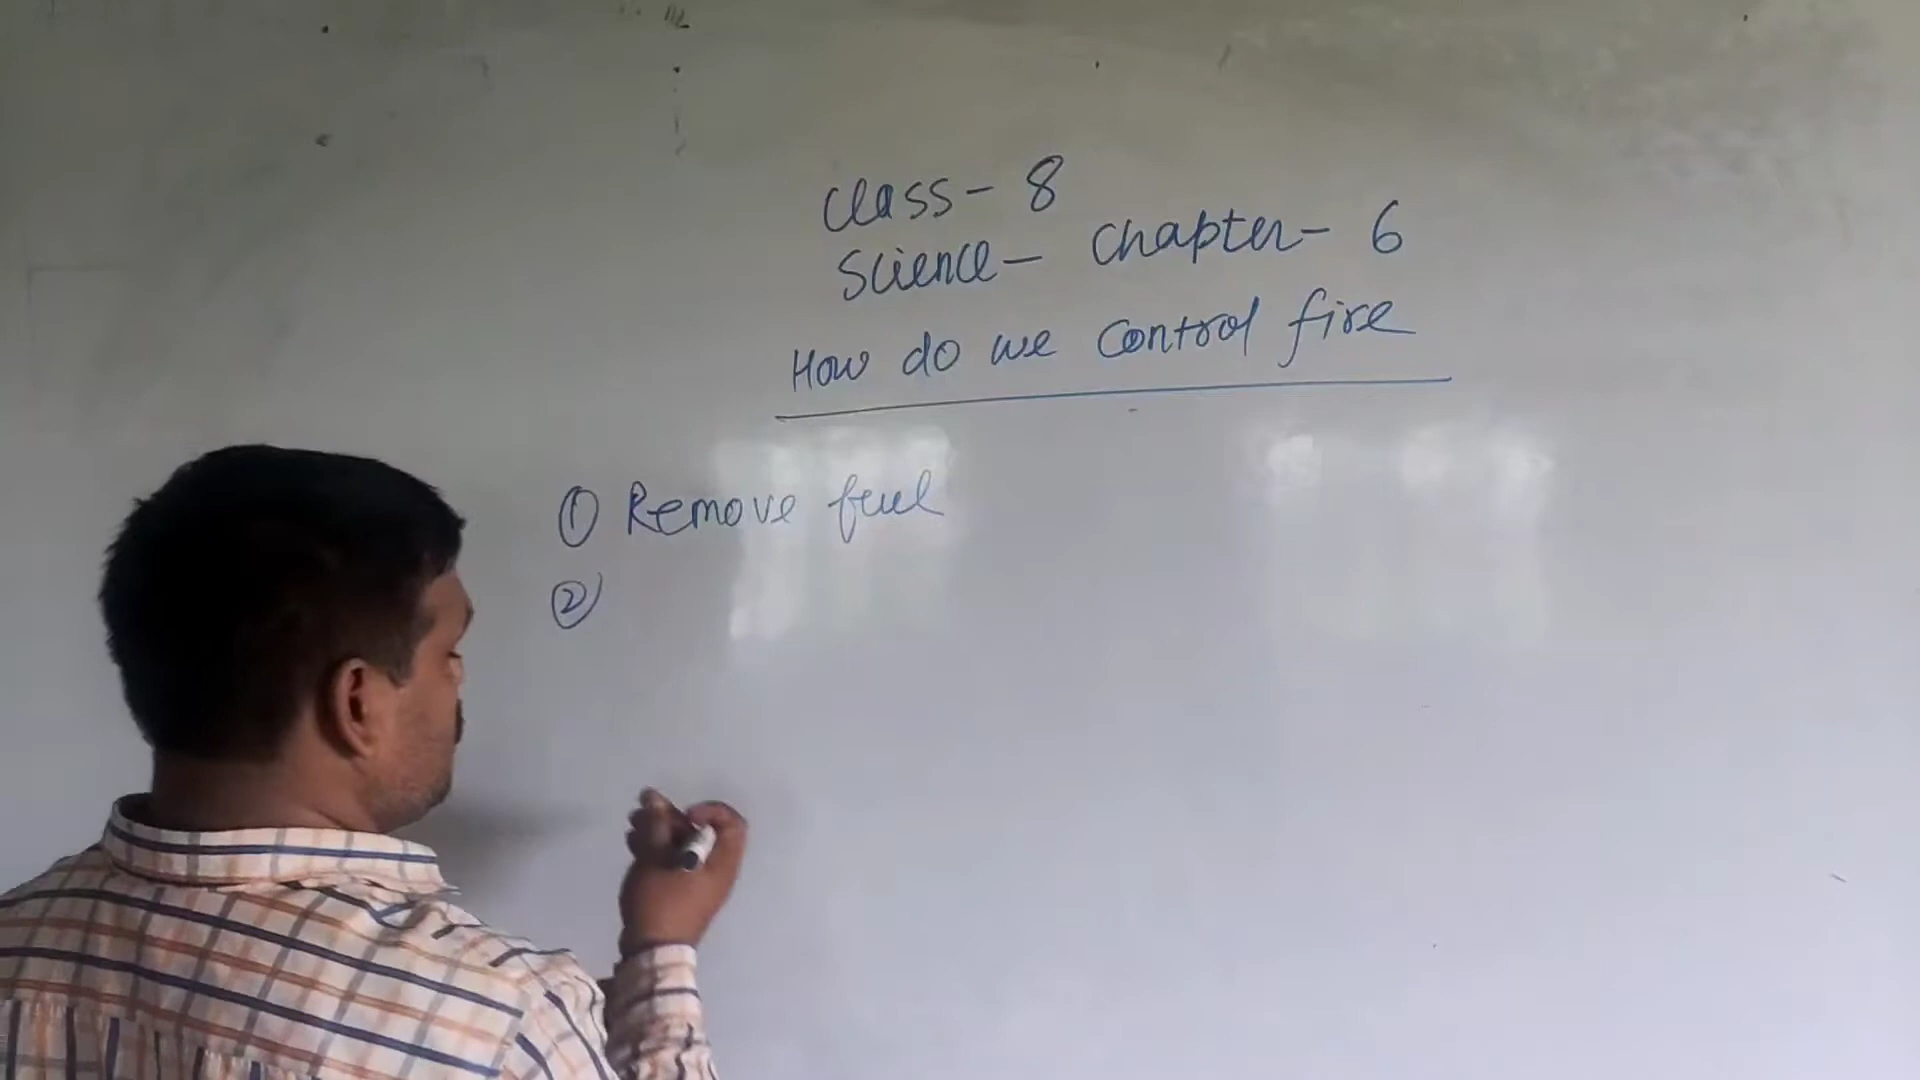 Class- 8
Science- Chapter- 6
How do we Control fire
① Remove fuel
②